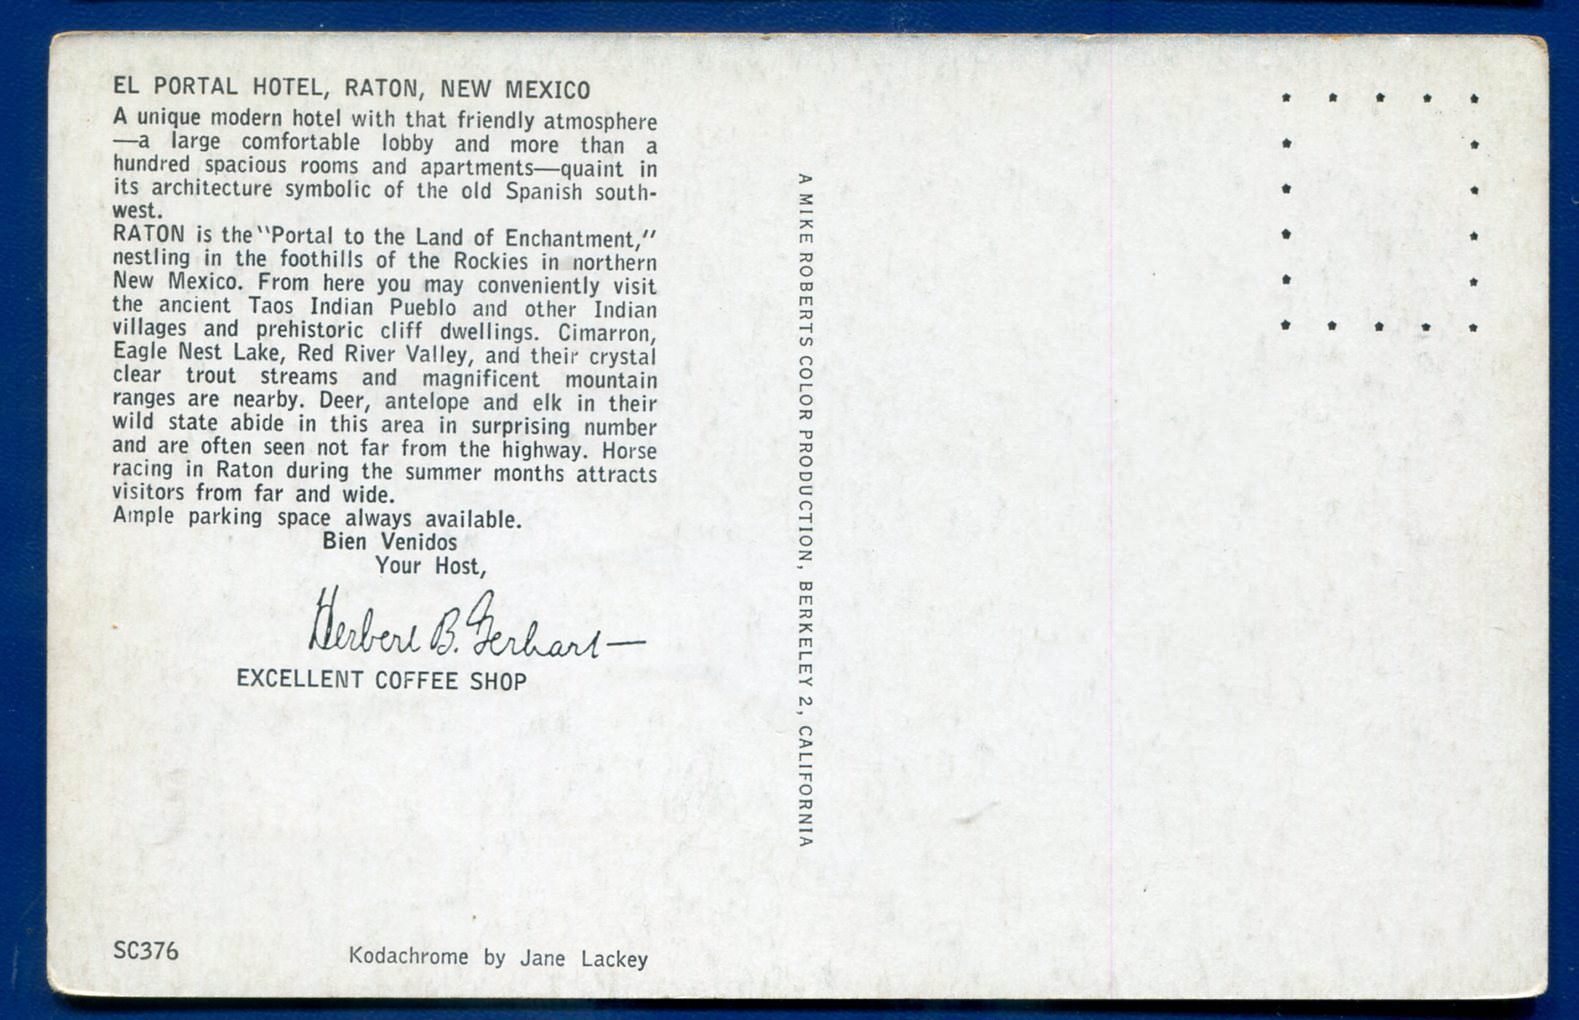 EL PORTAL HOTEL, RATON, NEW MEXICO
A unique modern hotel with that friendly atmosphere
—a large comfortable lobby and more than a
hundred spacious rooms and apartments—quaint in
its architecture symbolic of the old Spanish south-
west.
RATON is the "Portal to the Land of Enchantment,"
nestling in the foothills of the Rockies in northern
New Mexico. From here you may conveniently visit
the ancient Taos Indian Pueblo and other Indian
villages and prehistoric cliff dwellings. Cimarron,
Eagle Nest Lake, Red River Valley, and their crystal
clear trout streams and magnificent mountain
ranges are nearby. Deer, antelope and elk in their
wild state abide in this area in surprising number
and are often seen not far from the highway. Horse
racing in Raton during the summer months attracts
visitors from far and wide.
Ample parking space always available.
Bien Venidos
Your Host,
Herbert B. Gerhart—
EXCELLENT COFFEE SHOP
SC376
Kodachrome by Jane Lackey
A MIKE ROBERTS COLOR PRODUCTION, BERKELEY 2, CALIFORNIA